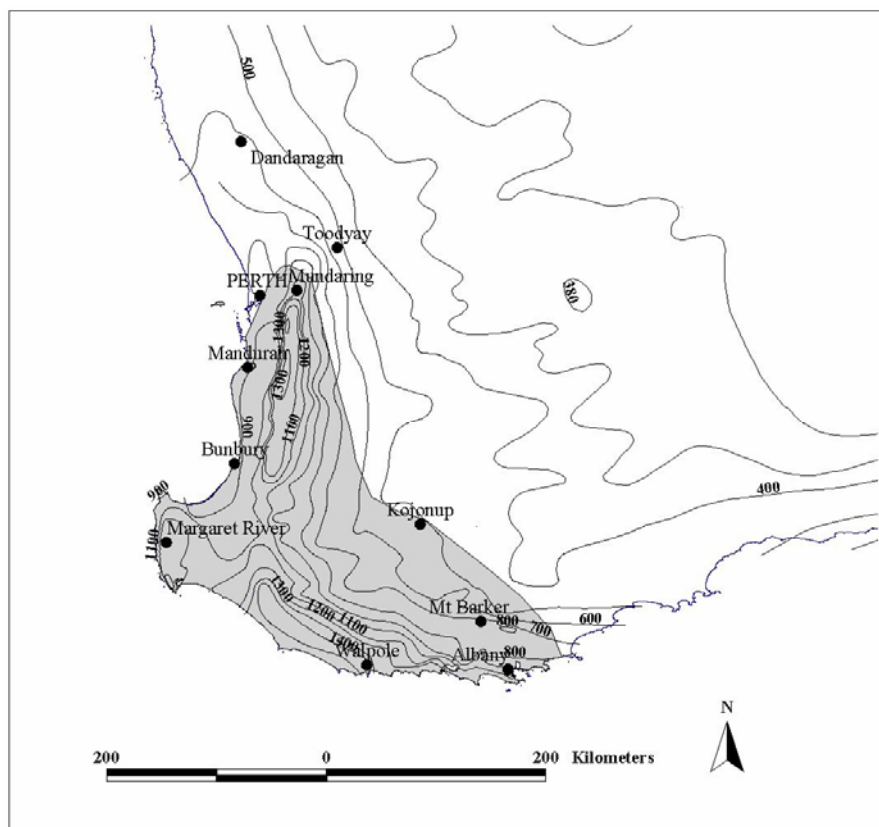 500
Dandaragan
Toodyay
PERTH
Mundaring
380
1300
1200
Mandurah
1300
1100
900
Bunbury
400
900
Kojonup
Margaret River
1100
1300
1200
1100
Mt Barker
800
600
700
1400
Walpole
Albany
800
N
200
0
200
Kilometers